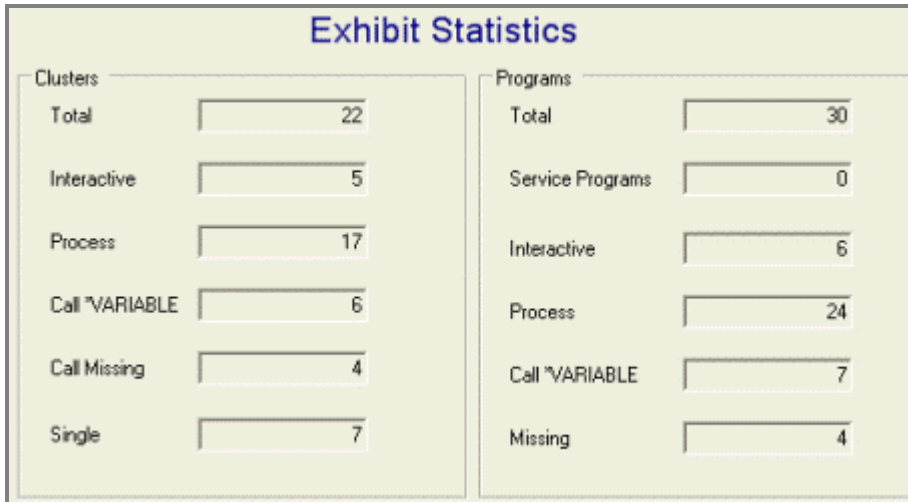 Exhibit Statistics
Clusters
Total 22
Interactive 5
Process 17
Call *VARIABLE 6
Call Missing 4
Single 7
Programs
Total 30
Service Programs 0
Interactive 6
Process 24
Call *VARIABLE 7
Missing 4